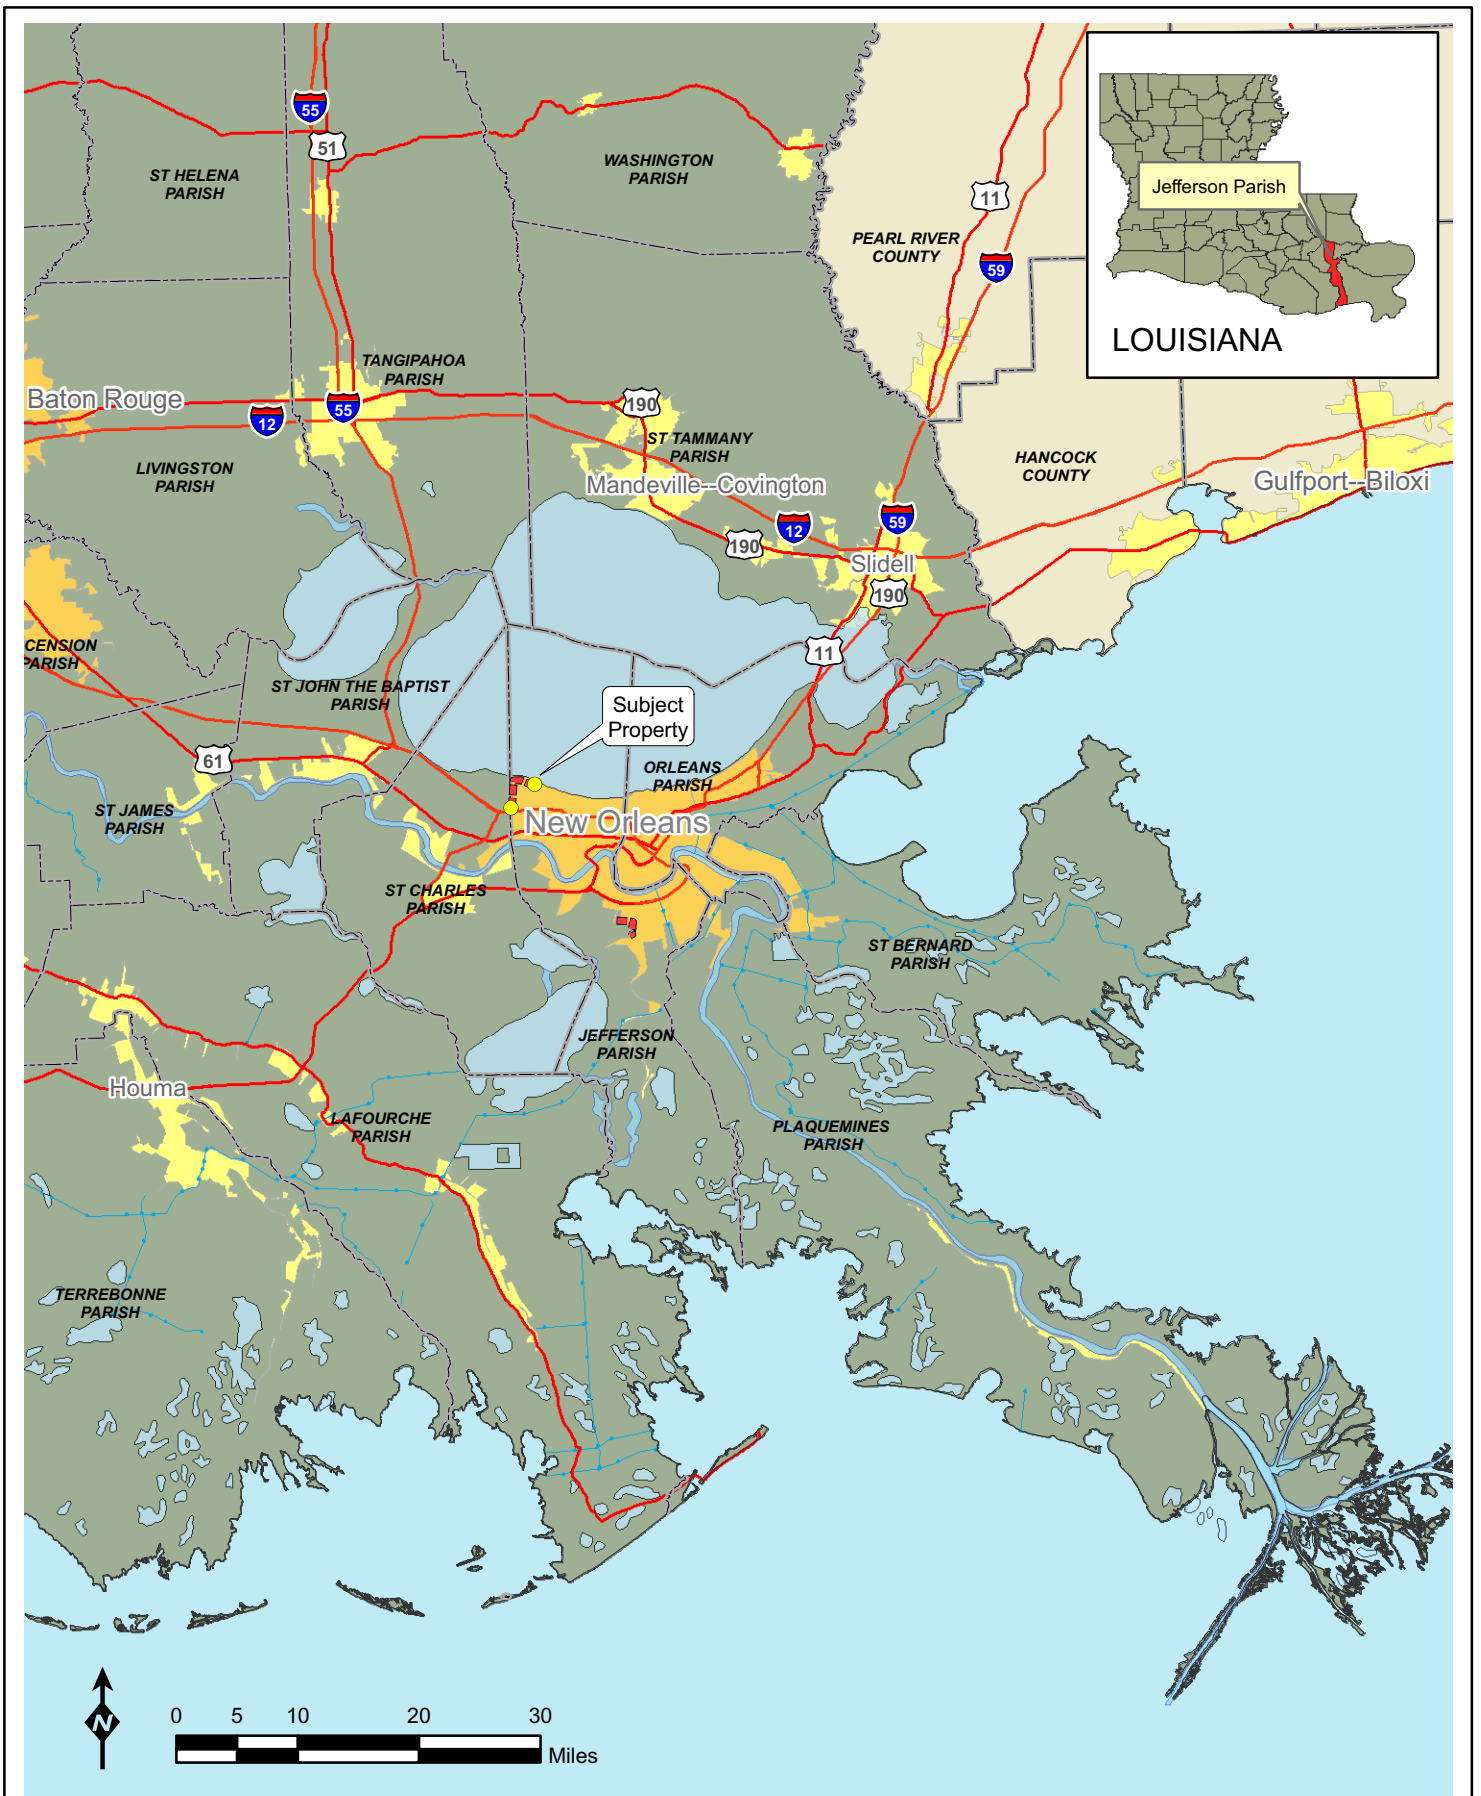 55
51
ST HELENA
PARISH
WASHINGTON
PARISH
11
PEARL RIVER
COUNTY
59
Jefferson Parish
LOUISIANA
TANGIPAHOA
PARISH
Baton Rouge
12
55
190
ST TAMMANY
PARISH
LIVINGSTON
PARISH
Mandeville--Covington
HANCOCK
COUNTY
Gulfport--Biloxi
190
12
59
Slidell
190
CENSION
PARISH
11
ST JOHN THE BAPTIST
PARISH
Subject
Property
61
ORLEANS
PARISH
ST JAMES
PARISH
New Orleans
ST CHARLES
PARISH
ST BERNARD
PARISH
JEFFERSON
PARISH
Houma
LAFOURCHE
PARISH
PLAQUEMINES
PARISH
TERREBONNE
PARISH
N
0 5 10 20 30
Miles